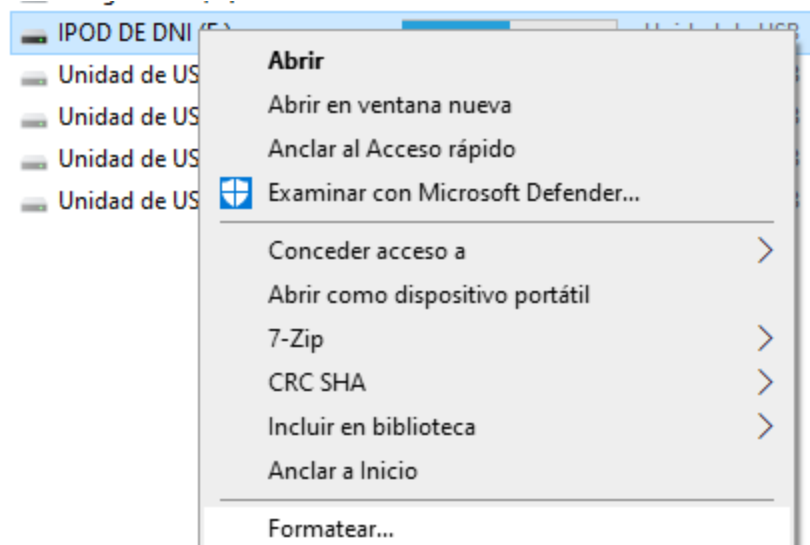 IPOD DE DNI
Unidad de US
Unidad de US
Unidad de US
Unidad de US
Abrir
Abrir en ventana nueva
Anclar al Acceso rápido
Examinar con Microsoft Defender...
Conceder acceso a
Abrir como dispositivo portátil
7-Zip
CRC SHA
Incluir en biblioteca
Anclar a Inicio
Formatear...